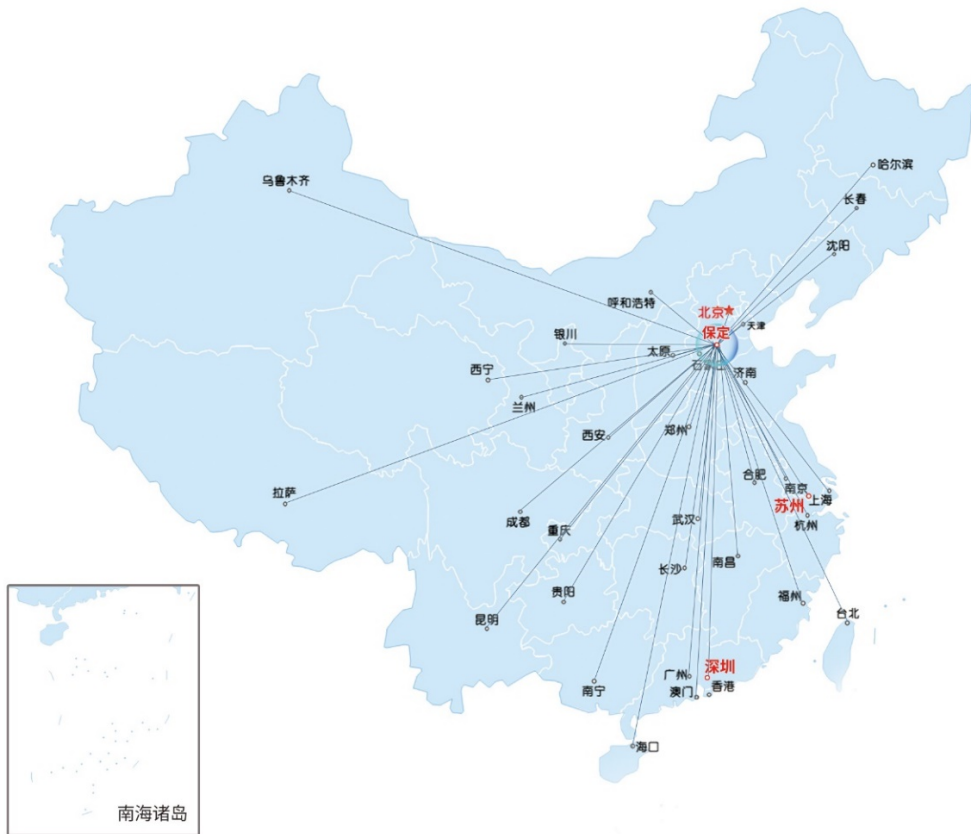 哈尔滨
乌鲁木齐
长春
沈阳
呼和浩特
北京
天津
保定
银川
太原
西宁
济南
兰州
郑州
西安
合肥
南京
拉萨
上海
苏州
成都
武汉
杭州
重庆
南昌
长沙
贵阳
福州
昆明
台北
深圳
广州
南宁
香港
澳门
海口
南海诸岛